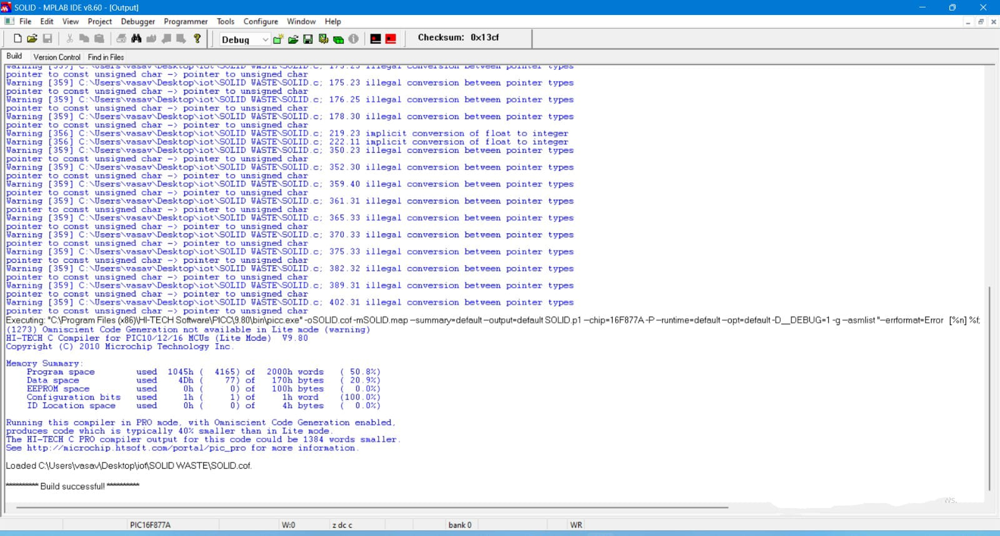 SOLID - MPLAB IDE v8.60 - [Output]
File Edit View Project Debugger Programmer Tools Configure Window Help
Debug Checksum: 0x13cf
Build Version Control Find in Files
Warning [359] C:\Users\vasav\Desktop\iot\SOLID WASTE\SOLID.c; 173.23 illegal conversion between pointer types
pointer to const unsigned char -> pointer to unsigned char
Warning [359] C:\Users\vasav\Desktop\iot\SOLID WASTE\SOLID.c; 175.23 illegal conversion between pointer types
pointer to const unsigned char -> pointer to unsigned char
Warning [359] C:\Users\vasav\Desktop\iot\SOLID WASTE\SOLID.c; 176.25 illegal conversion between pointer types
pointer to const unsigned char -> pointer to unsigned char
Warning [359] C:\Users\vasav\Desktop\iot\SOLID WASTE\SOLID.c; 178.30 illegal conversion between pointer types
pointer to const unsigned char -> pointer to unsigned char
Warning [356] C:\Users\vasav\Desktop\iot\SOLID WASTE\SOLID.c; 219.23 implicit conversion of float to integer
Warning [356] C:\Users\vasav\Desktop\iot\SOLID WASTE\SOLID.c; 222.11 implicit conversion of float to integer
Warning [359] C:\Users\vasav\Desktop\iot\SOLID WASTE\SOLID.c; 350.23 illegal conversion between pointer types
pointer to const unsigned char -> pointer to unsigned char
Warning [359] C:\Users\vasav\Desktop\iot\SOLID WASTE\SOLID.c; 352.30 illegal conversion between pointer types
pointer to const unsigned char -> pointer to unsigned char
Warning [359] C:\Users\vasav\Desktop\iot\SOLID WASTE\SOLID.c; 359.40 illegal conversion between pointer types
pointer to const unsigned char -> pointer to unsigned char
Warning [359] C:\Users\vasav\Desktop\iot\SOLID WASTE\SOLID.c; 361.31 illegal conversion between pointer types
pointer to const unsigned char -> pointer to unsigned char
Warning [359] C:\Users\vasav\Desktop\iot\SOLID WASTE\SOLID.c; 365.33 illegal conversion between pointer types
pointer to const unsigned char -> pointer to unsigned char
Warning [359] C:\Users\vasav\Desktop\iot\SOLID WASTE\SOLID.c; 370.33 illegal conversion between pointer types
pointer to const unsigned char -> pointer to unsigned char
Warning [359] C:\Users\vasav\Desktop\iot\SOLID WASTE\SOLID.c; 375.33 illegal conversion between pointer types
pointer to const unsigned char -> pointer to unsigned char
Warning [359] C:\Users\vasav\Desktop\iot\SOLID WASTE\SOLID.c; 382.32 illegal conversion between pointer types
pointer to const unsigned char -> pointer to unsigned char
Warning [359] C:\Users\vasav\Desktop\iot\SOLID WASTE\SOLID.c; 389.31 illegal conversion between pointer types
pointer to const unsigned char -> pointer to unsigned char
Warning [359] C:\Users\vasav\Desktop\iot\SOLID WASTE\SOLID.c; 402.31 illegal conversion between pointer types
pointer to const unsigned char -> pointer to unsigned char
Executing: "C:\Program Files (x86)\HI-TECH Software\PICC\9.80\bin\picc.exe" -oSOLID.cof -mSOLID.map --summary=default --output=default SOLID.p1 --chip=16F877A -P --runtime=default --opt=default -D__DEBUG=1 -g --asmlist "--errformat=Error [%n] %f;
(1273) Omniscient Code Generation not available in Lite mode (warning)
HI-TECH C Compiler for PIC10/12/16 MCUs (Lite Mode) V9.80
Copyright (C) 2010 Microchip Technology Inc.
Memory Summary:
Program space used 1045h ( 4165) of 2000h words ( 50.8%)
Data space used 4Dh ( 77) of 170h bytes ( 20.9%)
EEPROM space used 0h ( 0) of 100h bytes ( 0.0%)
Configuration bits used 1h ( 1) of 1h word (100.0%)
ID Location space used 0h ( 0) of 4h bytes ( 0.0%)
Running this compiler in PRO mode, with Omniscient Code Generation enabled,
produces code which is typically 40% smaller than in Lite mode.
The HI-TECH C PRO compiler output for this code could be 1384 words smaller.
See http://microchip.htsoft.com/portal/pic_pro for more information.
Loaded C:\Users\vasav\Desktop\iot\SOLID WASTE\SOLID.cof.
********** Build successful! **********
PIC16F877A W:0 z dc c bank 0 WR